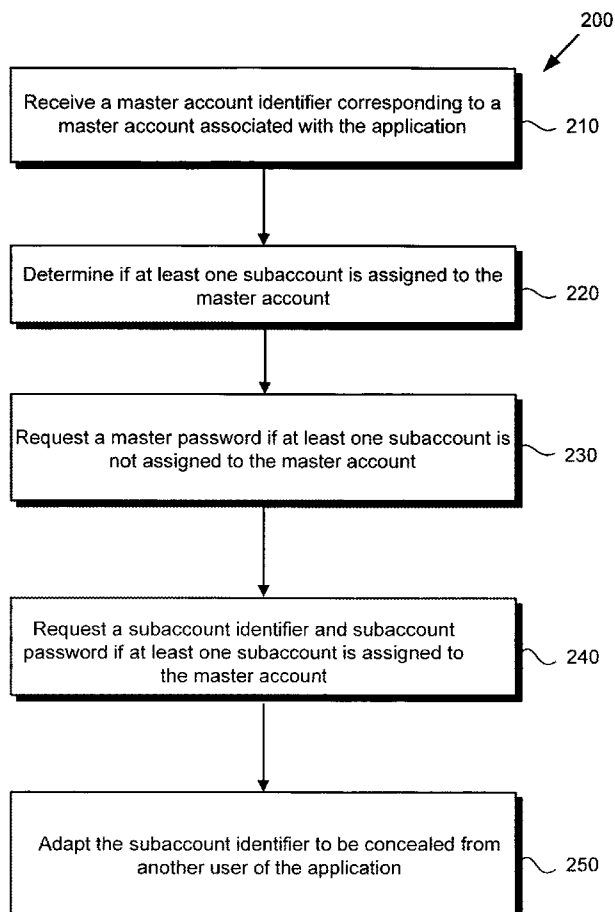 200
Receive a master account identifier corresponding to a
master account associated with the application
210
Determine if at least one subaccount is assigned to the
master account
220
Request a master password if at least one subaccount is
not assigned to the master account
230
Request a subaccount identifier and subaccount
password if at least one subaccount is assigned to
the master account
240
Adapt the subaccount identifier to be concealed from
another user of the application
250